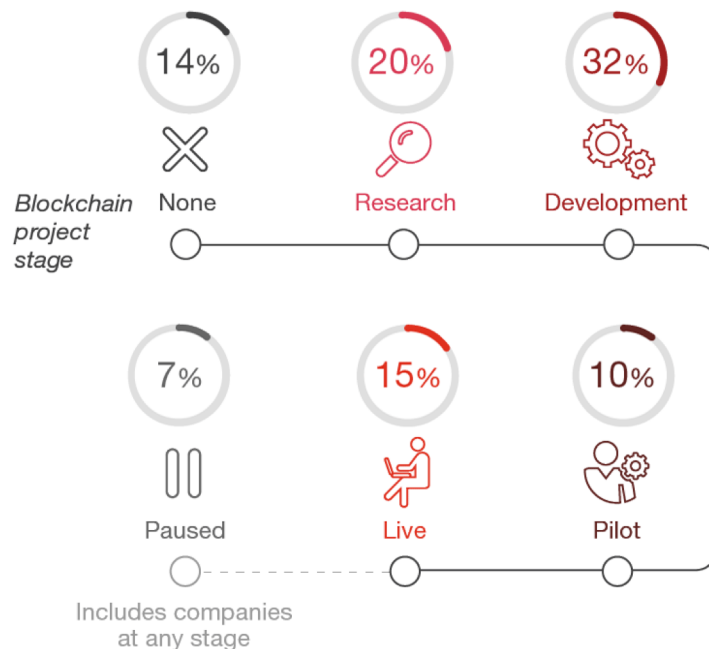 14%
20%
32%
Blockchain
project
stage
None
Research
Development
7%
15%
10%
Paused
Live
Pilot
Includes companies
at any stage